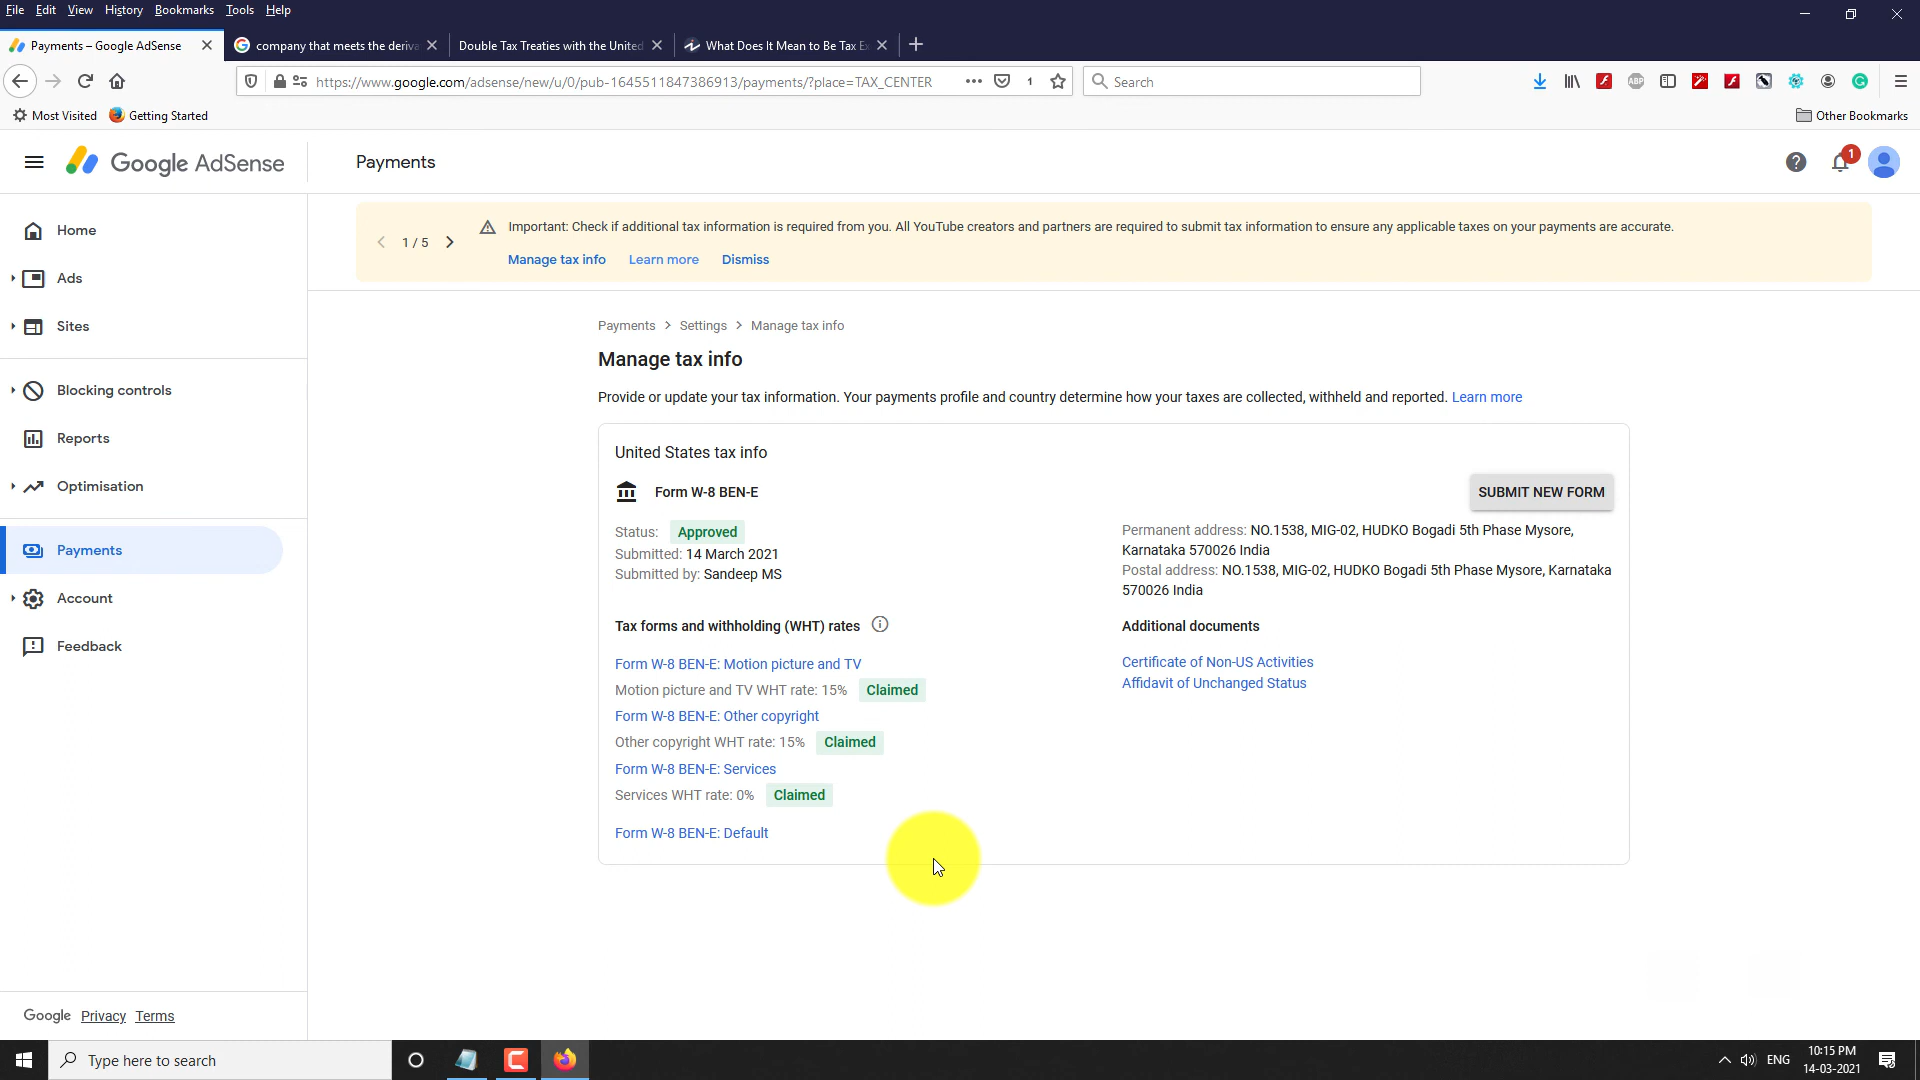 File Edit View History Bookmarks Tools Help
Payments – Google AdSense
company that meets the deriva
Double Tax Treaties with the United
What Does It Mean to Be Tax Ex
https://www.google.com/adsense/new/u/0/pub-1645511847386913/payments/?place=TAX_CENTER
1
Search
Most Visited
Getting Started
Other Bookmarks
Google AdSense
Payments
1
Home
Ads
Sites
Blocking controls
Reports
Optimisation
Payments
Account
Feedback
Google Privacy Terms
1 / 5
Important: Check if additional tax information is required from you. All YouTube creators and partners are required to submit tax information to ensure any applicable taxes on your payments are accurate.
Manage tax info Learn more Dismiss
Payments > Settings > Manage tax info
Manage tax info
Provide or update your tax information. Your payments profile and country determine how your taxes are collected, withheld and reported. Learn more
United States tax info
Form W-8 BEN-E
SUBMIT NEW FORM
Status: Approved
Submitted: 14 March 2021
Submitted by: Sandeep MS
Permanent address: NO.1538, MIG-02, HUDKO Bogadi 5th Phase Mysore,
Karnataka 570026 India
Postal address: NO.1538, MIG-02, HUDKO Bogadi 5th Phase Mysore, Karnataka
570026 India
Tax forms and withholding (WHT) rates
Form W-8 BEN-E: Motion picture and TV
Motion picture and TV WHT rate: 15% Claimed
Form W-8 BEN-E: Other copyright
Other copyright WHT rate: 15% Claimed
Form W-8 BEN-E: Services
Services WHT rate: 0% Claimed
Form W-8 BEN-E: Default
Additional documents
Certificate of Non-US Activities
Affidavit of Unchanged Status
Type here to search
ENG
10:15 PM
14-03-2021